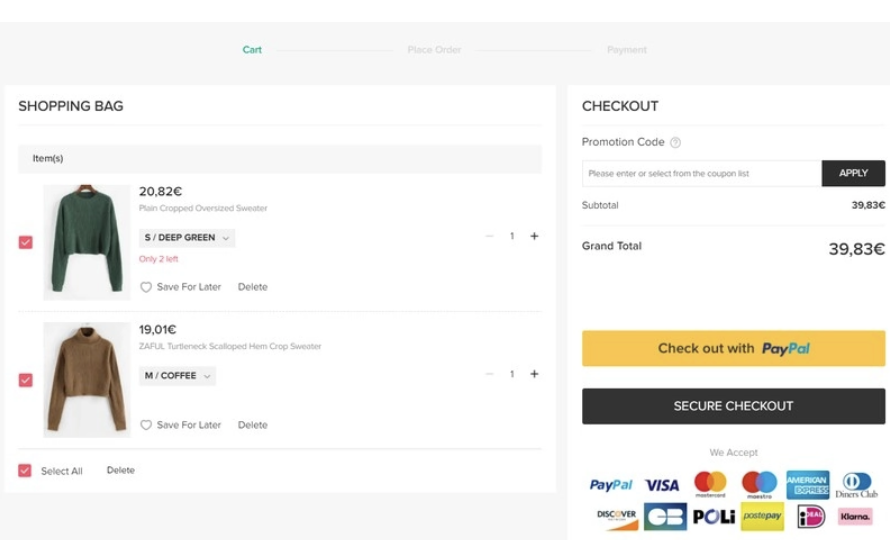 Cart
Place Order
Payment
SHOPPING BAG
Item(s)
20,82€
Plain Cropped Oversized Sweater
S / DEEP GREEN
1
Only 2 left
Save For Later
Delete
19,01€
ZAFUL Turtleneck Scalloped Hem Crop Sweater
M / COFFEE
1
Save For Later
Delete
Select All
Delete
CHECKOUT
Promotion Code
Please enter or select from the coupon list
APPLY
Subtotal
39,83€
Grand Total
39,83€
Check out with PayPal
SECURE CHECKOUT
We Accept
PayPal
VISA
mastercard
maestro
AMERICAN EXPRESS
Diners Club
DISCOVER
CB
POLi
postepay
iDEAL
Klarna.